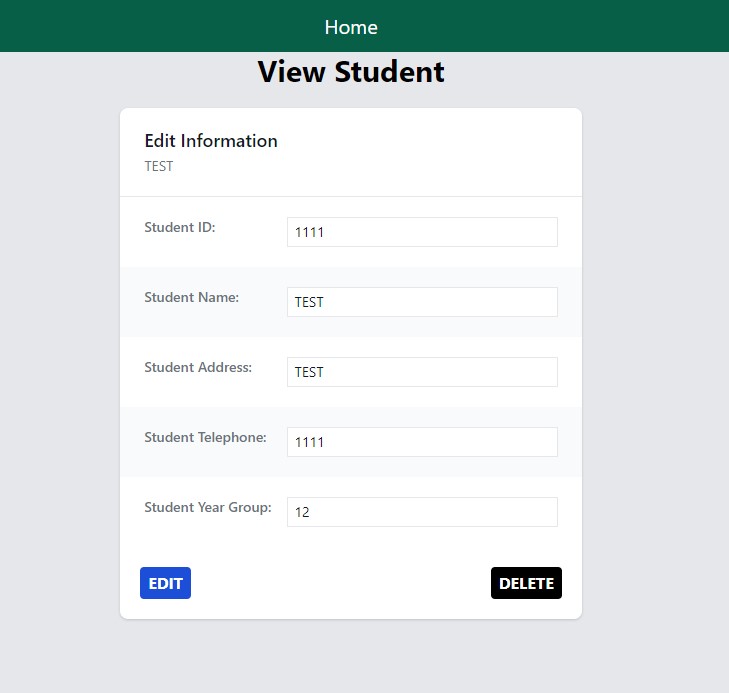 Home
View Student
Edit Information
TEST
Student ID: 1111
Student Name: TEST
Student Address: TEST
Student Telephone: 1111
Student Year Group: 12
EDIT DELETE